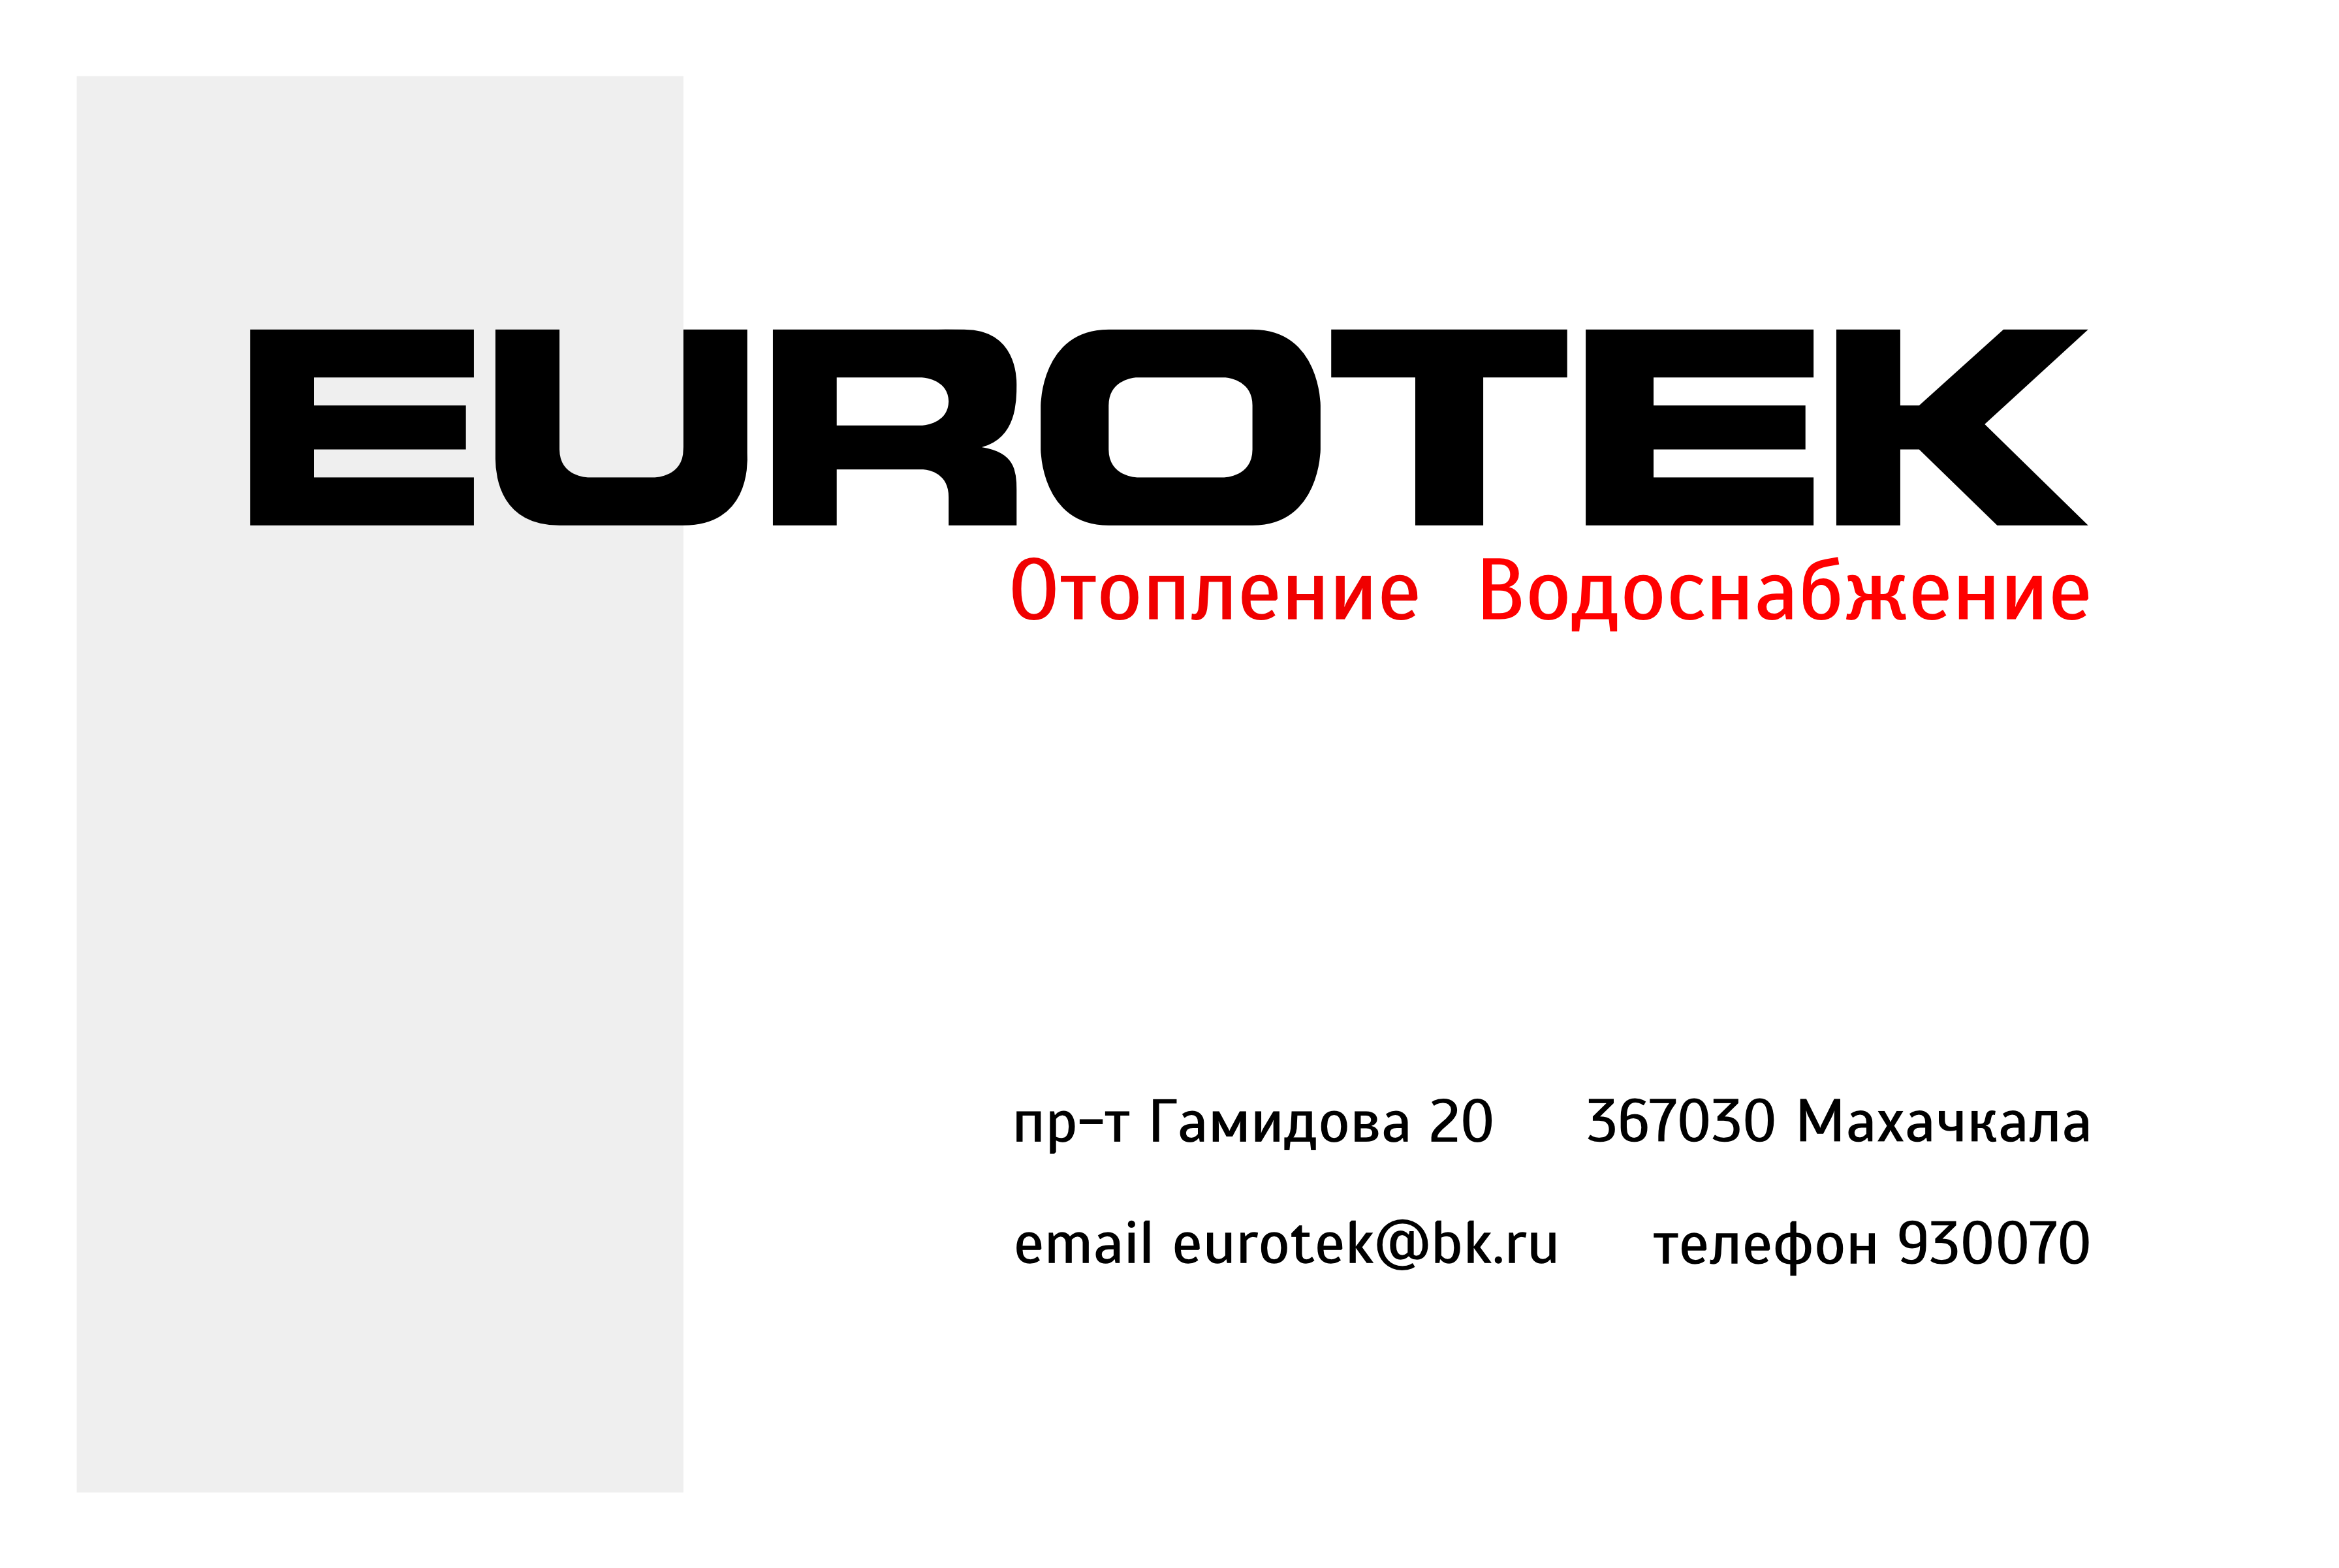 EUROTEK
Отопление Водоснабжение
пр-т Гамидова 20 367030 Махачкала
email eurotek@bk.ru телефон 930070